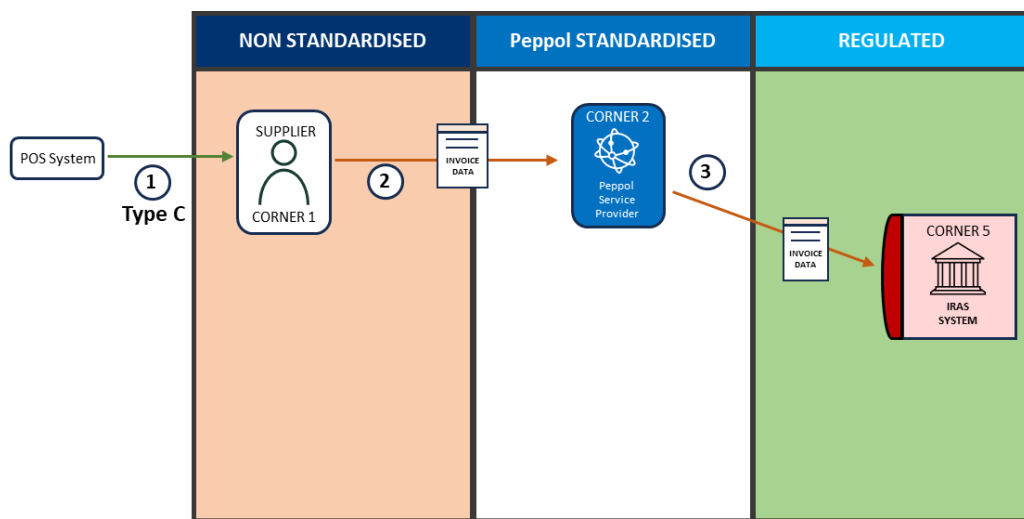 NON STANDARDISED
Peppol STANDARDISED
REGULATED
POS System
1
Type C
SUPPLIER
CORNER 1
2
INVOICE
DATA
CORNER 2
Peppol
Service
Provider
3
INVOICE
DATA
CORNER 5
IRAS
SYSTEM